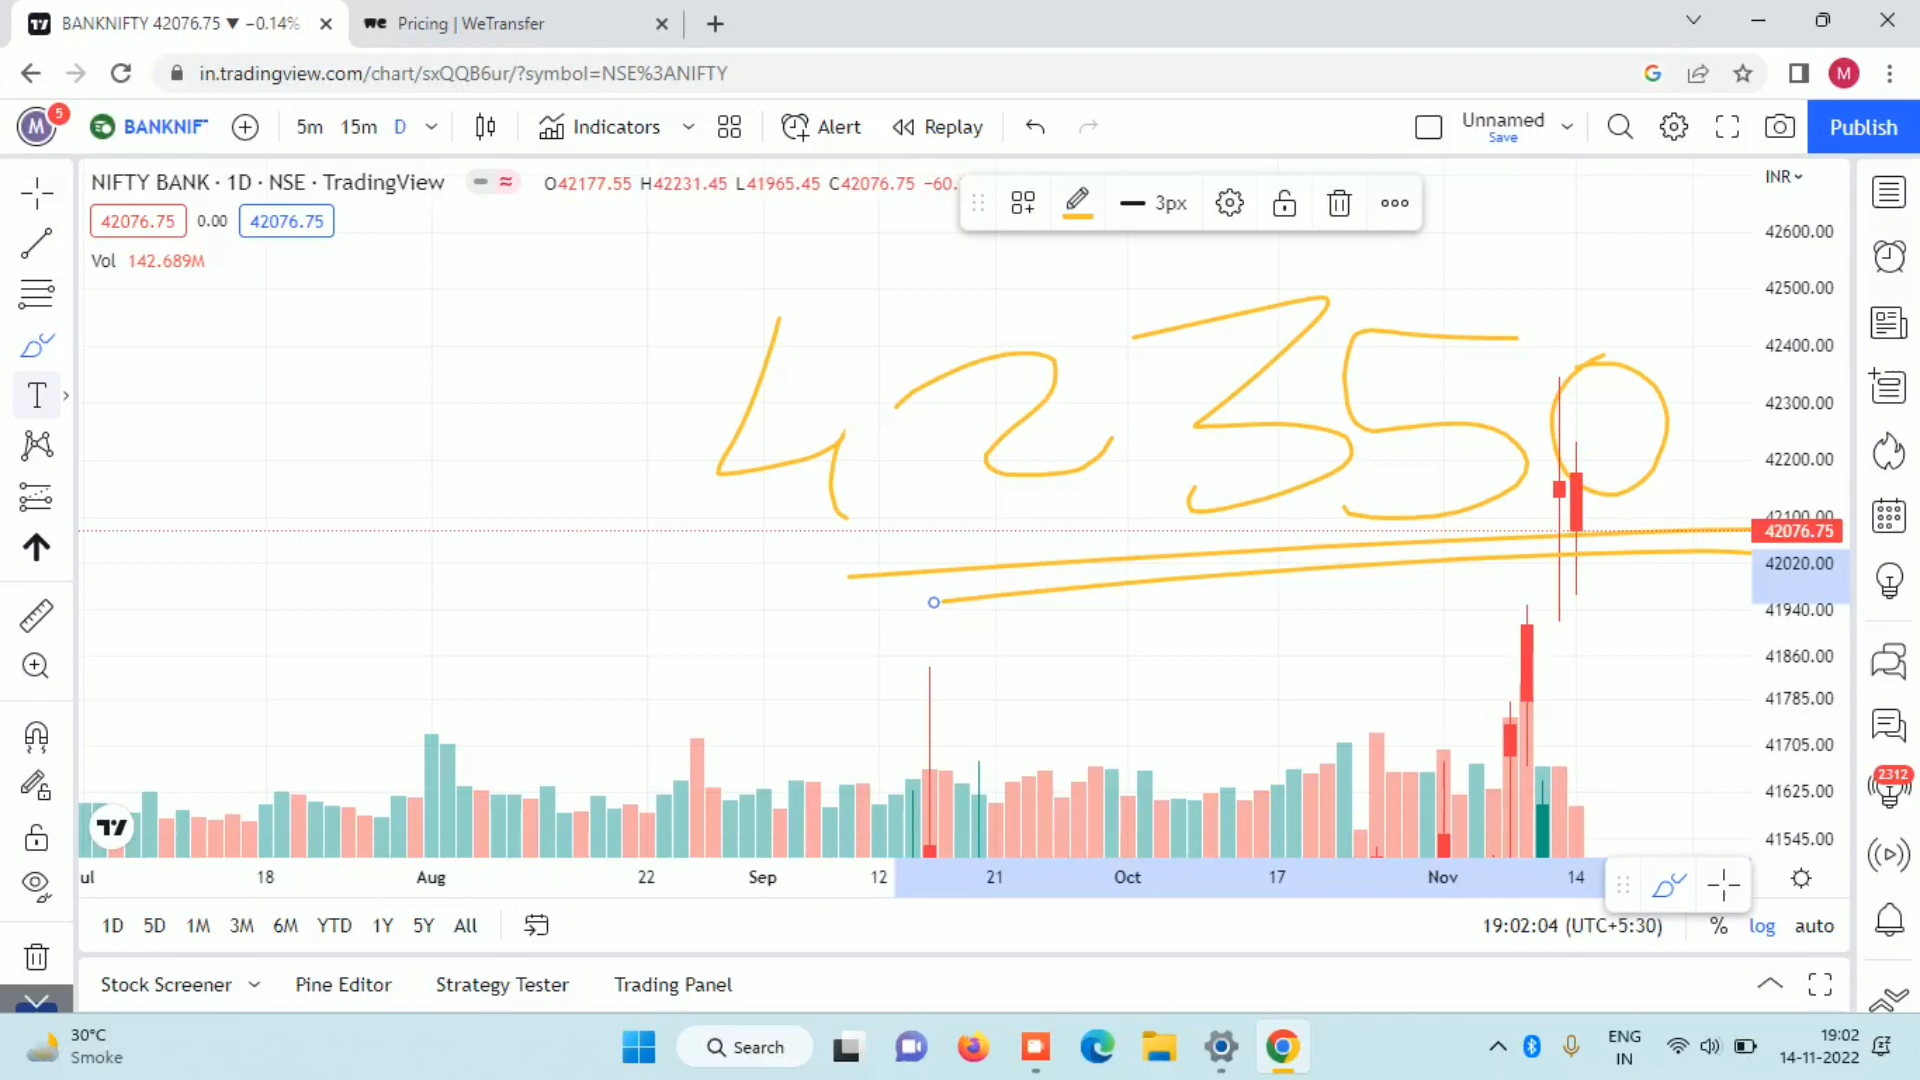 BANKNIFTY 42076.75 ▼ −0.14%
Pricing | WeTransfer
in.tradingview.com/chart/sxQQB6ur/?symbol=NSE%3ANIFTY
M
M 5 BANKNIF 5m 15m D Indicators Alert Replay Unnamed Save Publish
NIFTY BANK · 1D · NSE · TradingView O42177.55 H42231.45 L41965.45 C42076.75 −60.
3px
INR
42076.75 0.00 42076.75
Vol 142.689M
42350
42600.00
42500.00
42400.00
42300.00
42200.00
42100.00
42076.75
42020.00
41940.00
41860.00
41785.00
41705.00
41625.00
41545.00
2312
ul 18 Aug 22 Sep 12 21 Oct 17 Nov 14
1D 5D 1M 3M 6M YTD 1Y 5Y All 19:02:04 (UTC+5:30) % log auto
Stock Screener Pine Editor Strategy Tester Trading Panel
30°C
Smoke
Search
ENG
IN
19:02
14-11-2022